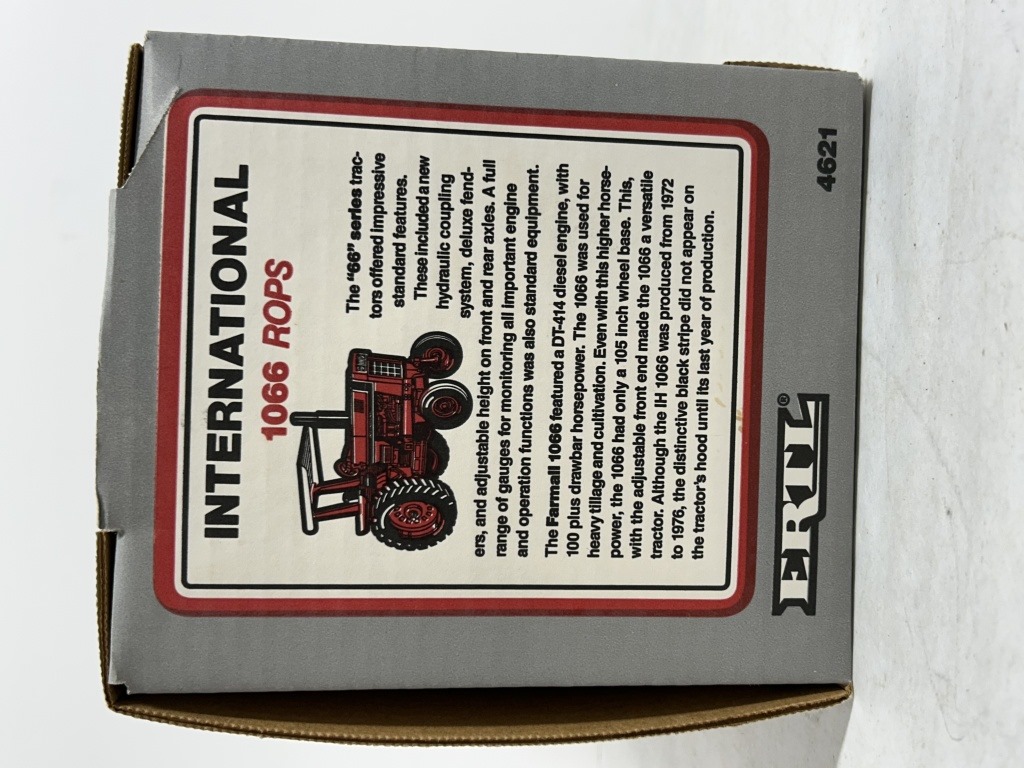 INTERNATIONAL
1066 ROPS
The "66" series trac-
tors offered impressive
standard features.
These included a new
hydraulic coupling
system, deluxe fend-
ers, and adjustable height on front and rear axles. A full
range of gauges for monitoring all important engine
and operation functions was also standard equipment.
The Farmall 1066 featured a DT-414 diesel engine, with
100 plus drawbar horsepower. The 1066 was used for
heavy tillage and cultivation. Even with this higher horse-
power, the 1066 had only a 105 inch wheel base. This,
with the adjustable front end made the 1066 a versatile
tractor. Although the IH 1066 was produced from 1972
to 1976, the distinctive black stripe did not appear on
the tractor's hood until its last year of production.
ERTL®
4621